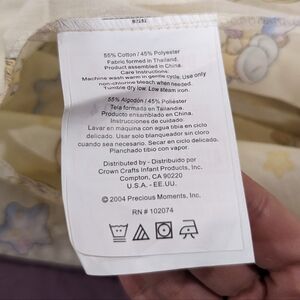 55% Cotton / 45% Polyester
Fabric formed in Thailand.
Product assembled in China.
Care Instructions:
Machine wash warm in gentle cycle. Use only
non-chlorine bleach when needed.
Tumble dry low. Low steam iron.
55% Algodon / 45% Poliéster
Tela formada en Tailandia.
Producto ensamblado en China.
Instrucciones de cuidado:
Lavar en máquina con agua tibia en ciclo
delicado. Usar solo blanqueador sin cloro
cuando sea necesario. Secar en ciclo delicado.
Planchado tibio con vapor.
Distributed by - Distribuido por
Crown Crafts Infant Products, Inc.
Compton, CA 90220
U.S.A. - EE.UU.
© 2004 Precious Moments, Inc.
RN # 102074